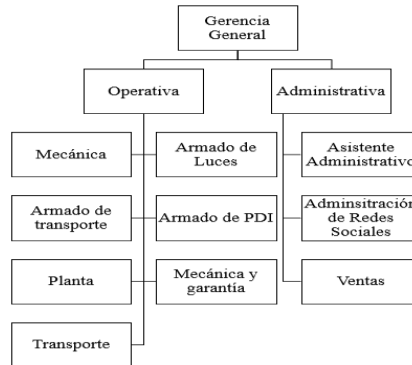 Gerencia
General
Operativa
Administrativa
Mecánica
Armado de
Luces
Asistente
Administrativo
Armado de
transporte
Armado de PDI
Adminsitración
de Redes
Sociales
Planta
Mecánica y
garantía
Ventas
Transporte